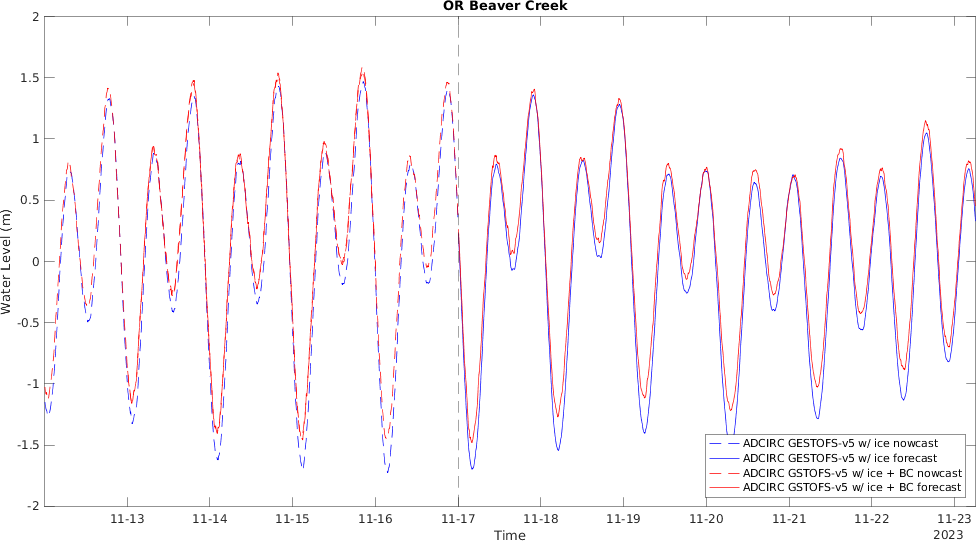 OR Beaver Creek
2
1.5
1
0.5
0
-0.5
-1
-1.5
-2
Water Level (m)
ADCIRC GESTOFS-v5 w/ ice nowcast
ADCIRC GESTOFS-v5 w/ ice forecast
ADCIRC GSTOFS-v5 w/ ice + BC nowcast
ADCIRC GSTOFS-v5 w/ ice + BC forecast
11-13 11-14 11-15 11-16 11-17 11-18 11-19 11-20 11-21 11-22 11-23
Time 2023